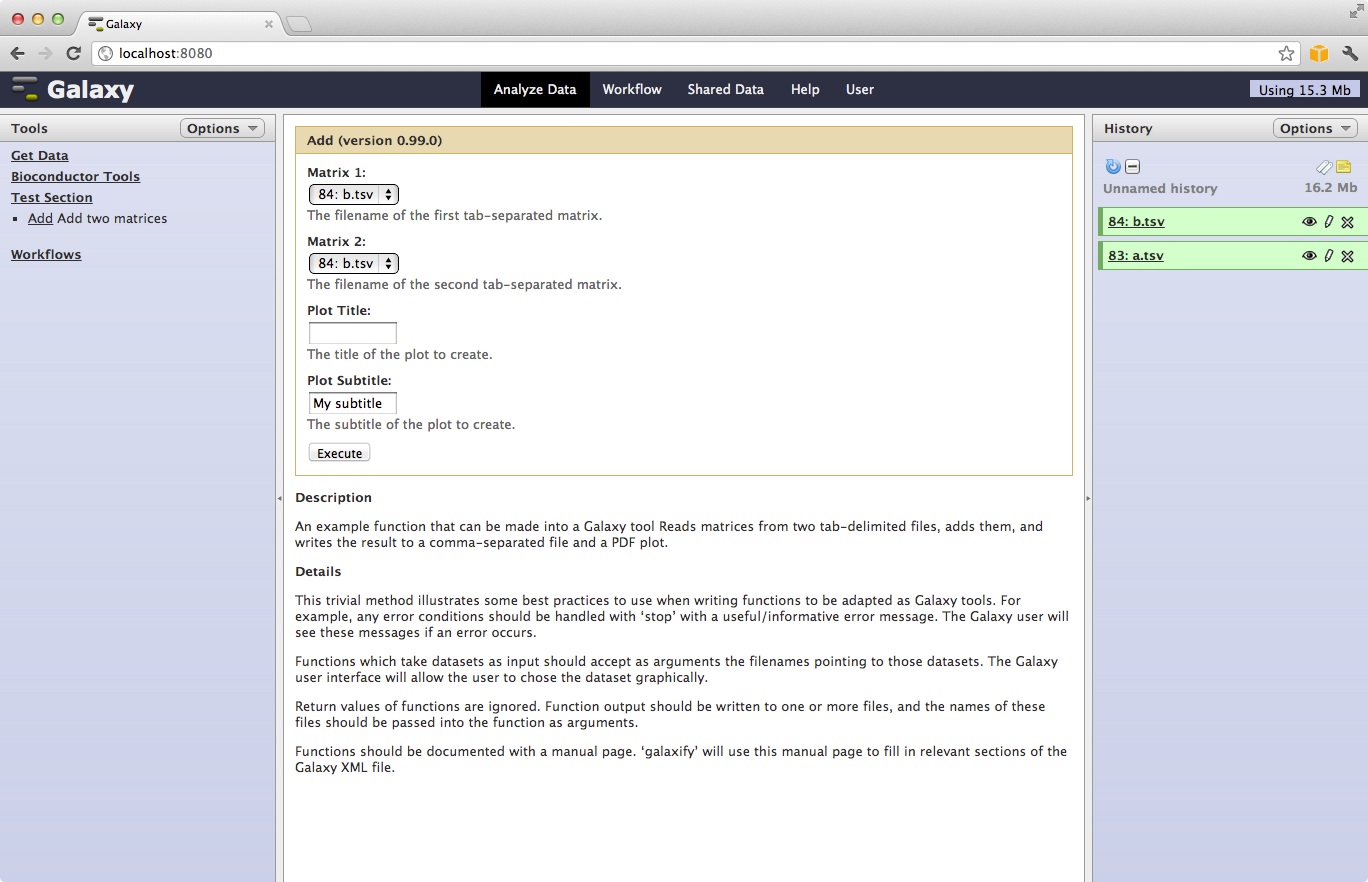 Galaxy
localhost:8080
Galaxy
Analyze Data Workflow Shared Data Help User
Using 15.3 Mb
Tools
Options
Get Data
Bioconductor Tools
Test Section
Add Add two matrices
Workflows
Add (version 0.99.0)
Matrix 1:
84: b.tsv
The filename of the first tab-separated matrix.
Matrix 2:
84: b.tsv
The filename of the second tab-separated matrix.
Plot Title:
The title of the plot to create.
Plot Subtitle:
My subtitle
The subtitle of the plot to create.
Execute
Description
An example function that can be made into a Galaxy tool Reads matrices from two tab-delimited files, adds them, and
writes the result to a comma-separated file and a PDF plot.
Details
This trivial method illustrates some best practices to use when writing functions to be adapted as Galaxy tools. For
example, any error conditions should be handled with ‘stop’ with a useful/informative error message. The Galaxy user will
see these messages if an error occurs.
Functions which take datasets as input should accept as arguments the filenames pointing to those datasets. The Galaxy
user interface will allow the user to chose the dataset graphically.
Return values of functions are ignored. Function output should be written to one or more files, and the names of these
files should be passed into the function as arguments.
Functions should be documented with a manual page. ‘galaxify’ will use this manual page to fill in relevant sections of the
Galaxy XML file.
History
Options
Unnamed history
16.2 Mb
84: b.tsv
83: a.tsv